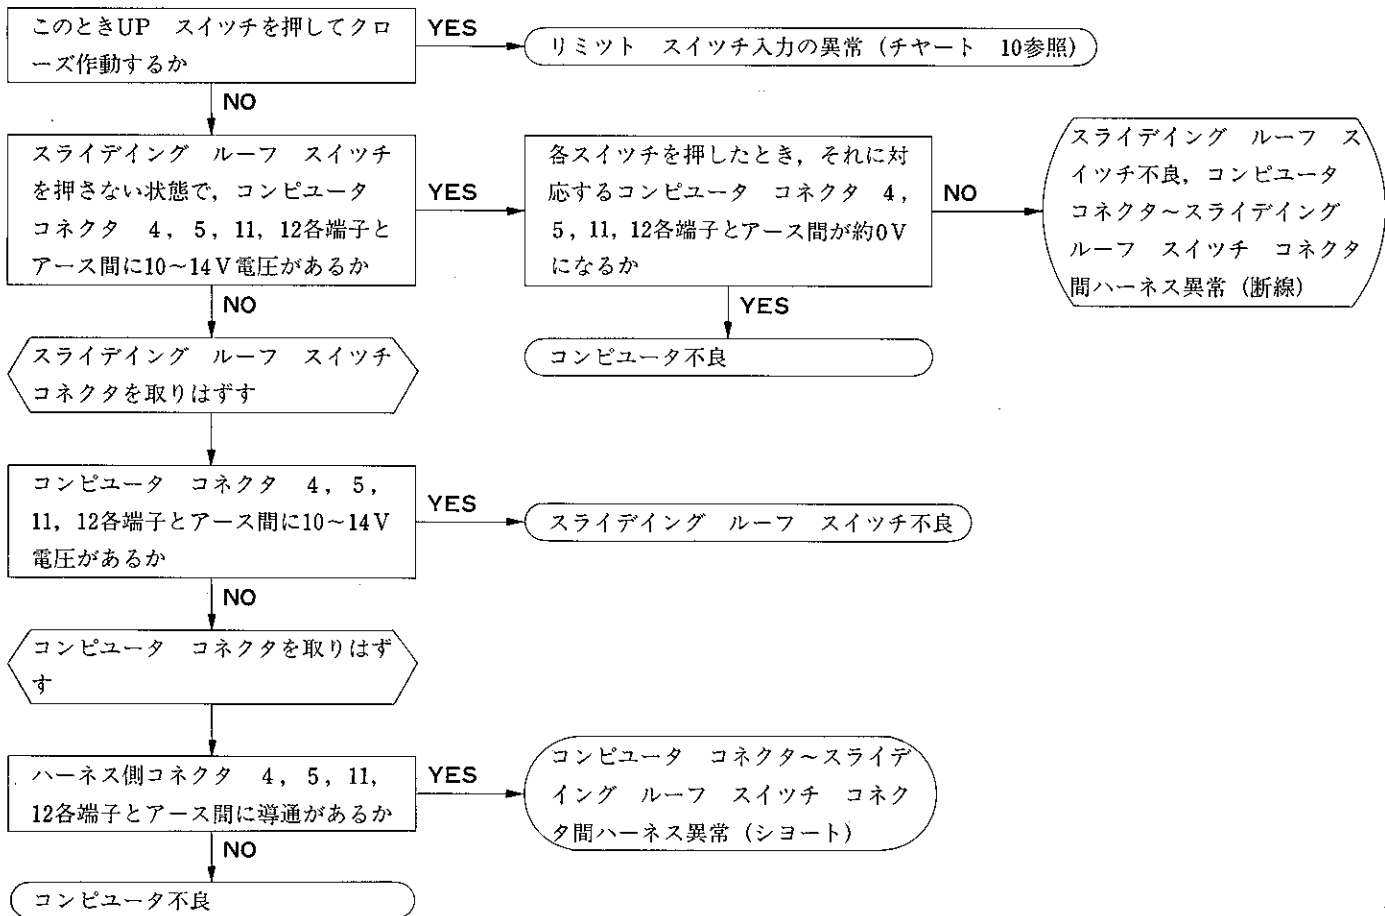 このときUP　スイツチを押してクロ
ーズ作動するか
YES
リミツト　スイツチ入力の異常（チヤート　10参照）
NO
スライデイング　ルーフ　スイツチ
を押さない状態で，コンピユータ
コネクタ　4，5，11，12各端子と
アース間に10～14V電圧があるか
YES
各スイツチを押したとき，それに対
応するコンピユータ　コネクタ　4，
5，11，12各端子とアース間が約0V
になるか
NO
スライデイング　ルーフ　ス
イツチ不良，コンピユータ
コネクタ～スライデイング
ルーフ　スイツチ　コネクタ
間ハーネス異常（断線）
NO
YES
スライデイング　ルーフ　スイツチ
コネクタを取りはずす
コンピユータ不良
コンピユータ　コネクタ　4，5，
11，12各端子とアース間に10～14V
電圧があるか
YES
スライデイング　ルーフ　スイツチ不良
NO
コンピユータ　コネクタを取りはず
す
ハーネス側コネクタ　4，5，11，
12各端子とアース間に導通があるか
YES
コンピユータ　コネクタ～スライデ
イング　ルーフ　スイツチ　コネク
タ間ハーネス異常（シヨート）
NO
コンピユータ不良